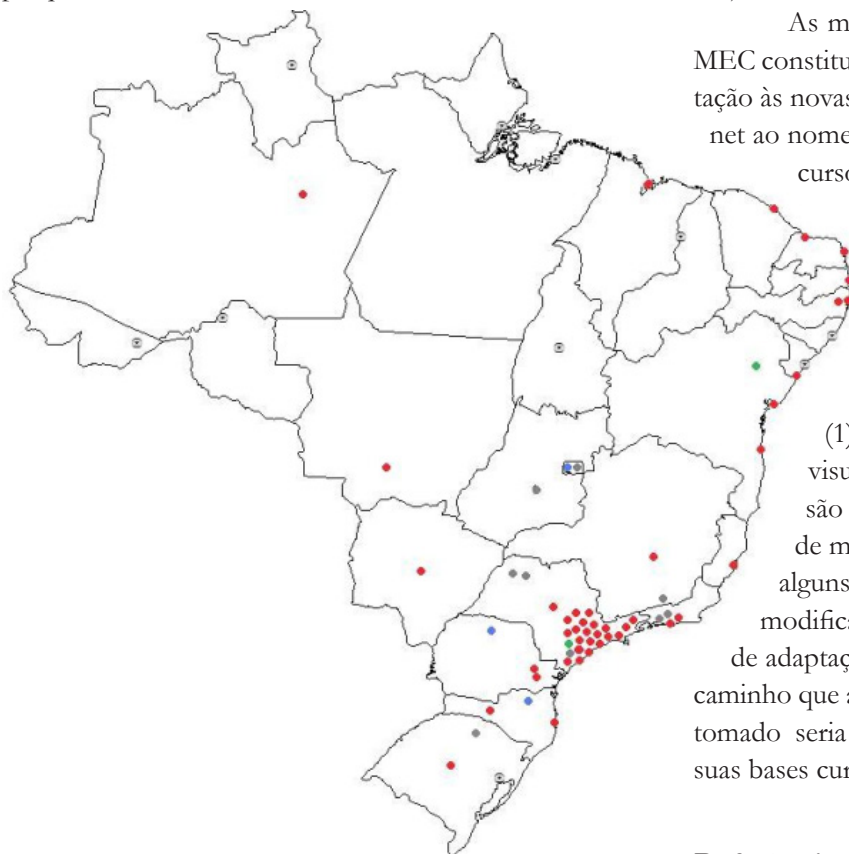 As m
MEC constitu
tação às novas
net ao nome
curso
(1)
visu
são
de m
alguns
modific
de adaptaç
caminho que a
tomado seria
suas bases cur